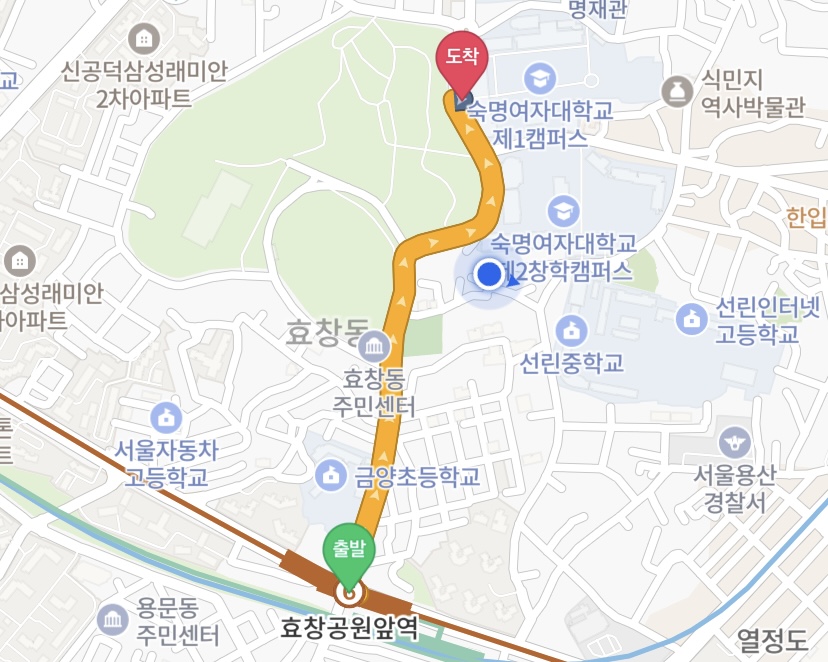 명재관
도착
신공덕삼성래미안
2차아파트
교
숙명여자대학교
제1캠퍼스
식민지
역사박물관
한입
숙명여자대학교
제2창학캠퍼스
삼성래미안
아파트
효창동
선린인터넷
고등학교
선린중학교
효창동
주민센터
톤
트
서울자동차
고등학교
금양초등학교
서울용산
경찰서
출발
용문동
주민센터
효창공원앞역
열정도